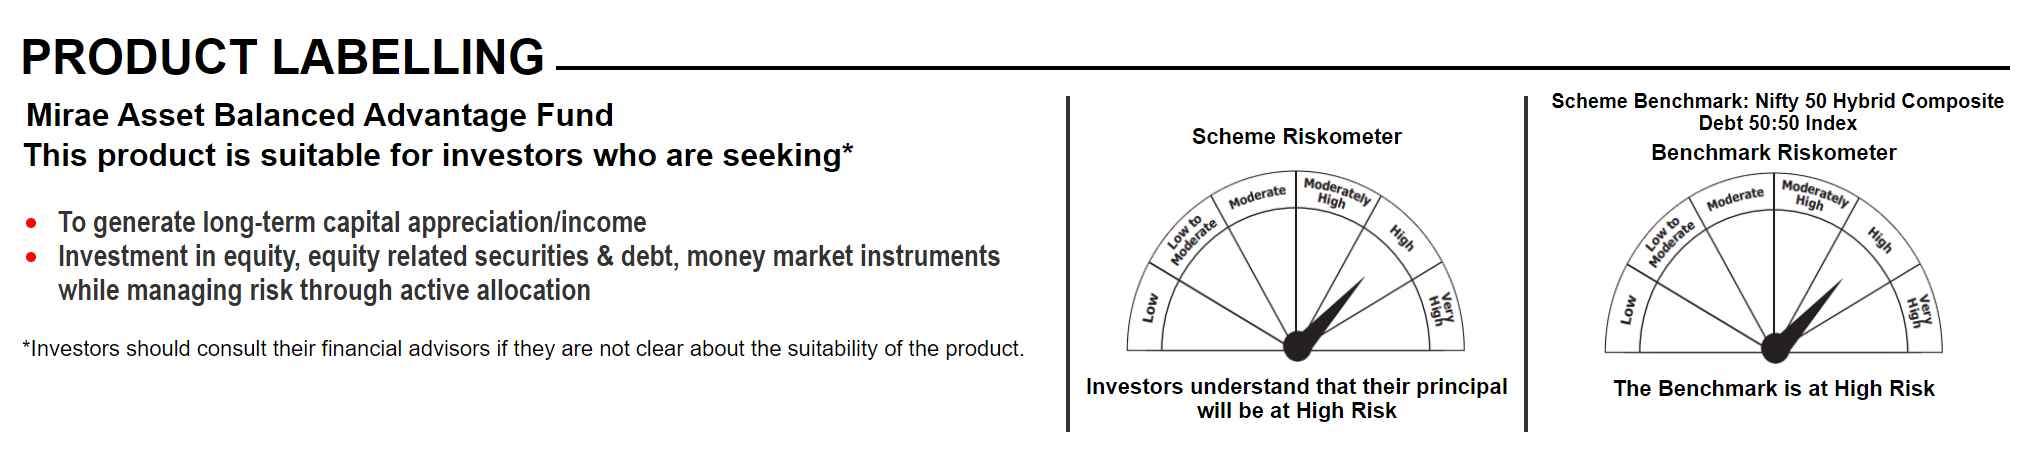 PRODUCT LABELLING
Mirae Asset Balanced Advantage Fund
This product is suitable for investors who are seeking*
• To generate long-term capital appreciation/income
• Investment in equity, equity related securities & debt, money market instruments
while managing risk through active allocation
*Investors should consult their financial advisors if they are not clear about the suitability of the product.
Scheme Riskometer
Low
Low to
Moderate
Moderate
Moderately
High
High
Very
High
Investors understand that their principal
will be at High Risk
Scheme Benchmark: Nifty 50 Hybrid Composite
Debt 50:50 Index
Benchmark Riskometer
Low
Low to
Moderate
Moderate
Moderately
High
High
Very
High
The Benchmark is at High Risk